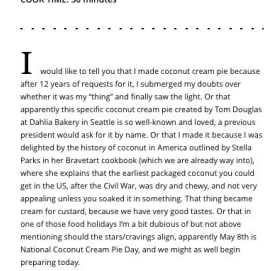 COOK TIME: 30 minutes
I would like to tell you that I made coconut cream pie because
after 12 years of requests for it, I submerged my doubts over
whether it was my “thing” and finally saw the light. Or that
apparently this specific coconut cream pie created by Tom Douglas
at Dahlia Bakery in Seattle is so well-known and loved, a previous
president would ask for it by name. Or that I made it because I was
delighted by the history of coconut in America outlined by Stella
Parks in her Bravetart cookbook (which we are already way into),
where she explains that the earliest packaged coconut you could
get in the US, after the Civil War, was dry and chewy, and not very
appealing unless you soaked it in something. That thing became
cream for custard, because we have very good tastes. Or that in
one of those food holidays I’m a bit dubious of but not above
mentioning should the stars/cravings align, apparently May 8th is
National Coconut Cream Pie Day, and we might as well begin
preparing today.